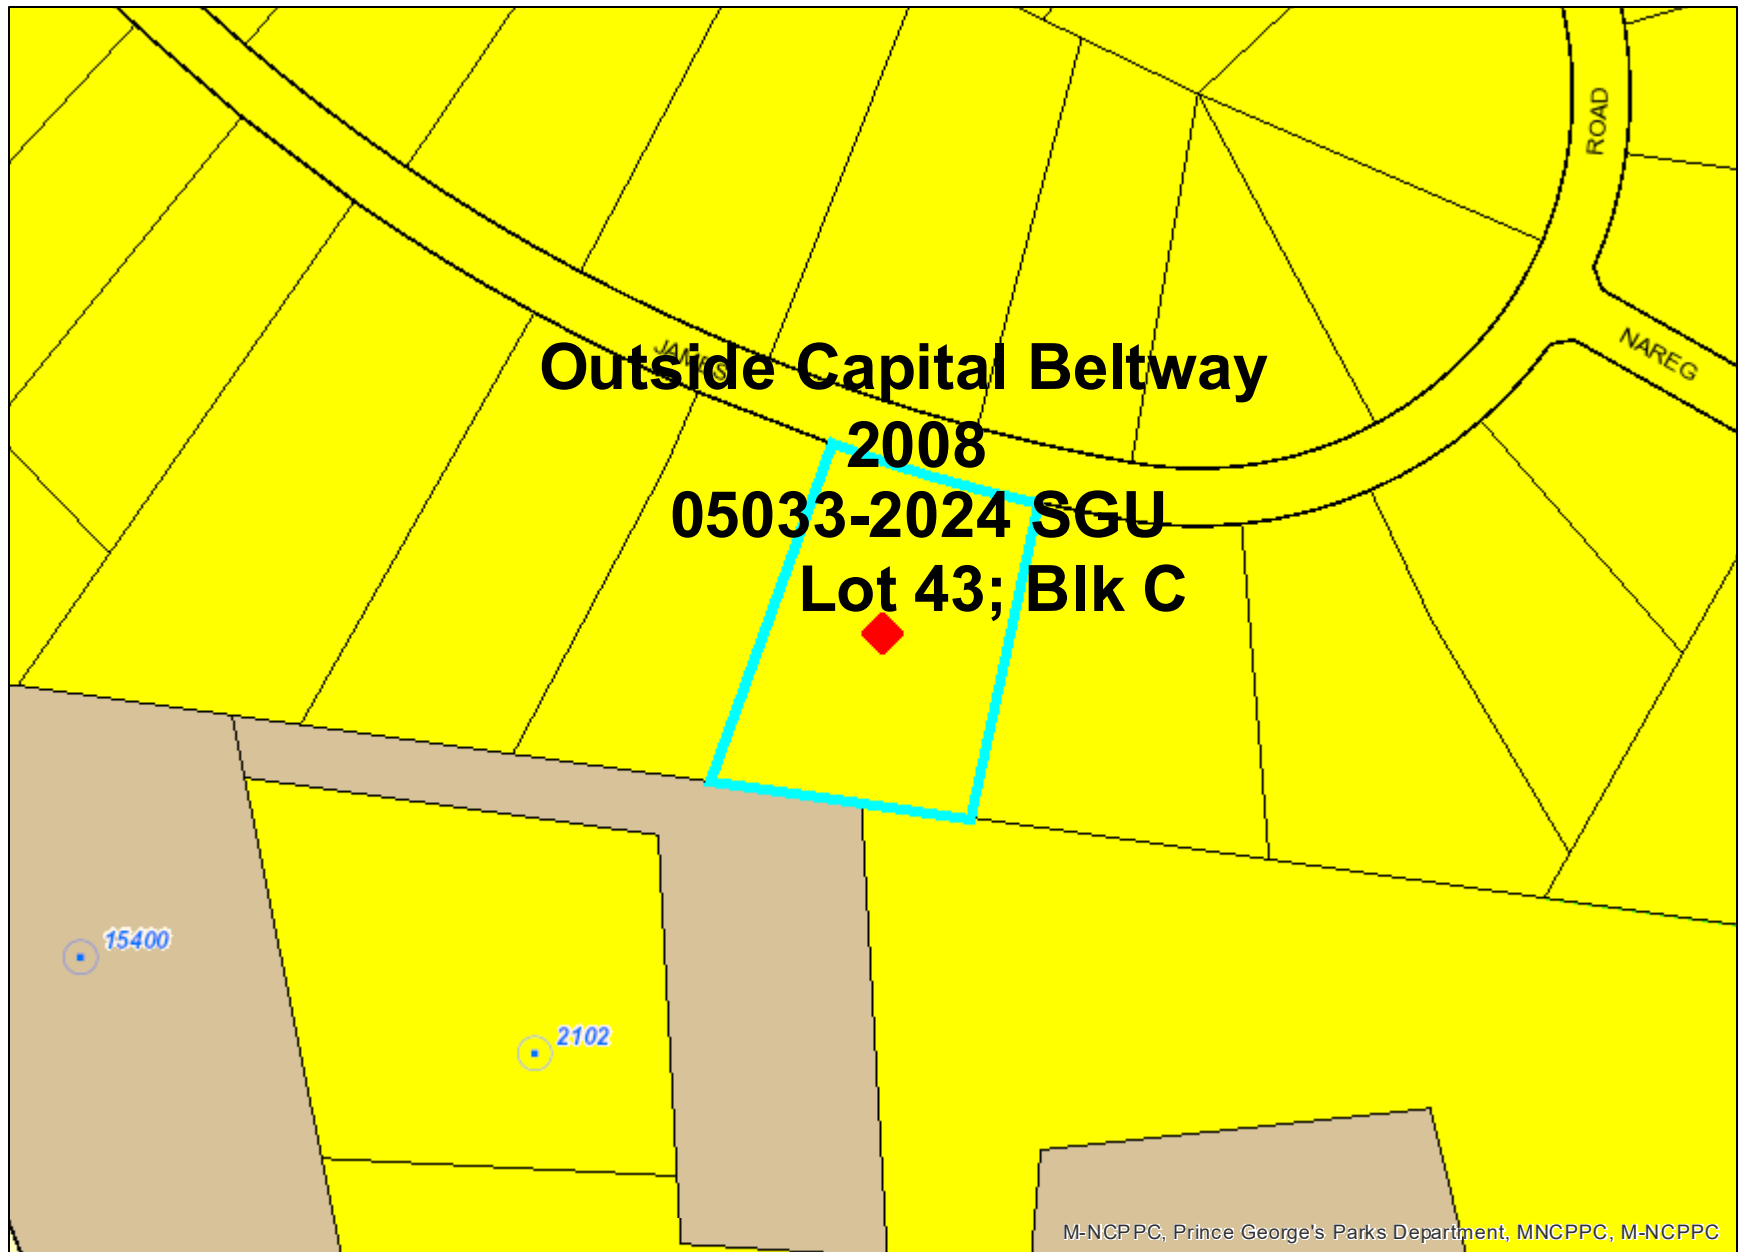 ROAD
NAREG
JAMES
Outside Capital Beltway
2008
05033-2024 SGU
Lot 43; Blk C
15400
2102
M-NCPPC, Prince George's Parks Department, MNCPPC, M-NCPPC